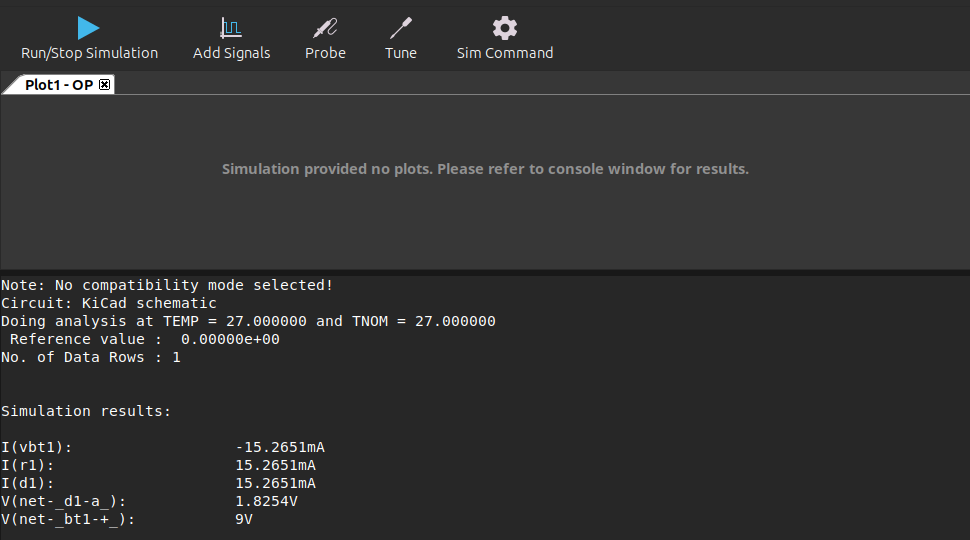 Run/Stop Simulation Add Signals Probe Tune Sim Command
Plot1 - OP
Simulation provided no plots. Please refer to console window for results.
Note: No compatibility mode selected!
Circuit: KiCad schematic
Doing analysis at TEMP = 27.000000 and TNOM = 27.000000
Reference value :  0.00000e+00
No. of Data Rows : 1
Simulation results:
I(vbt1): -15.2651mA
I(r1): 15.2651mA
I(d1): 15.2651mA
V(net-_d1-a_): 1.8254V
V(net-_bt1-+_): 9V